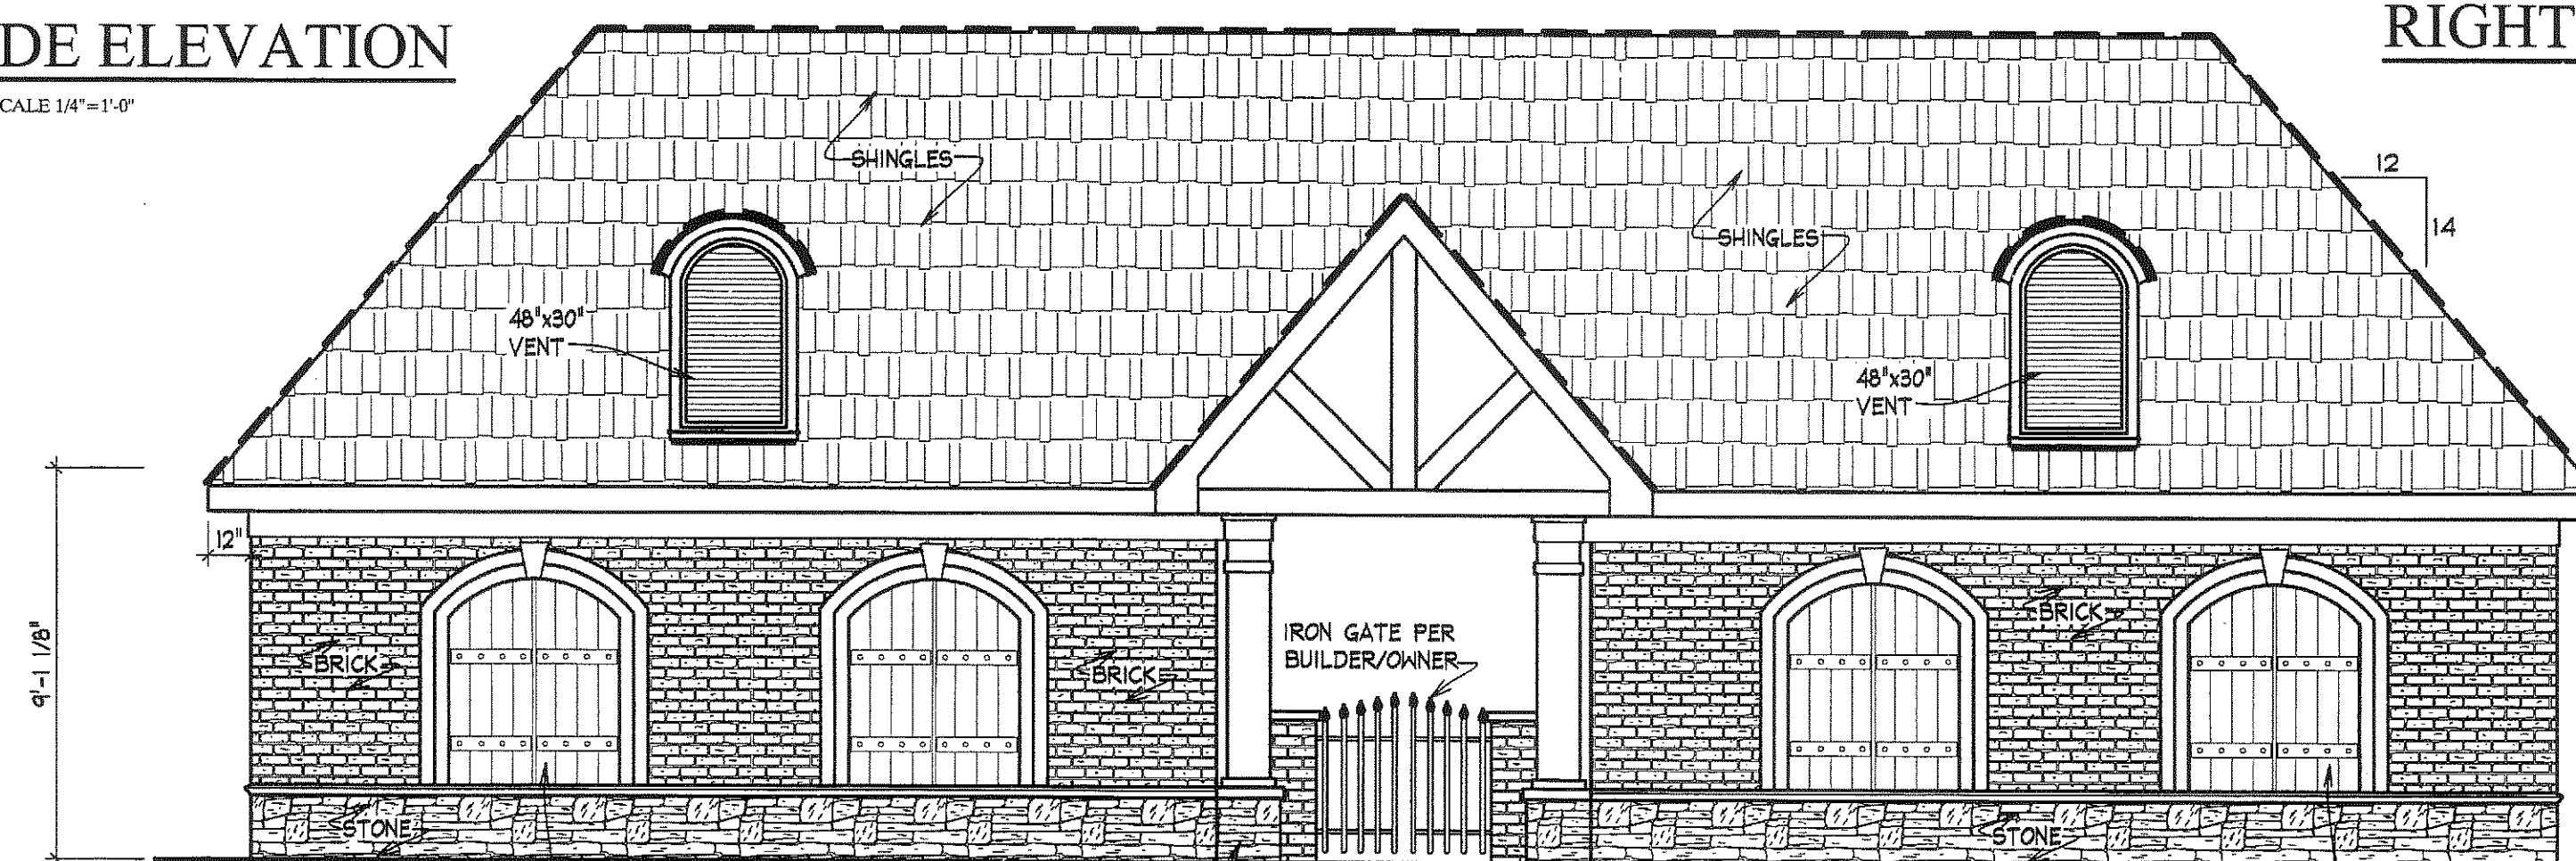 DE ELEVATION
CALE 1/4"=1'-0"
RIGHT
SHINGLES
12
14
SHINGLES
48"x30"
VENT
48"x30"
VENT
12"
9'-1 1/8"
BRICK
BRICK
IRON GATE PER
BUILDER/OWNER
BRICK
STONE
STONE